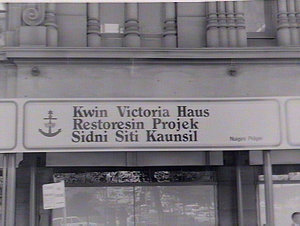 Kwin Victoria Haus
Restoresin Projek
Sidni Siti Kaunsil